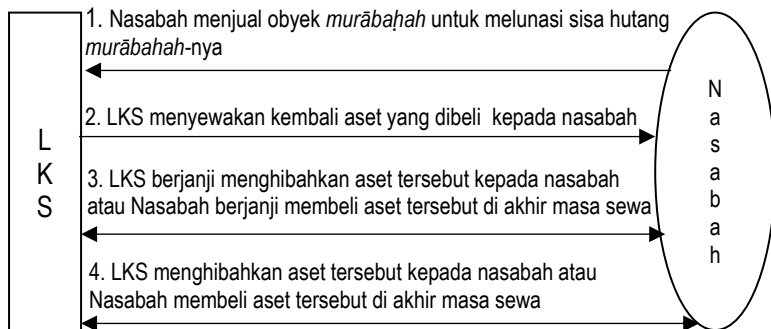 1. Nasabah menjual obyek murābaḥah untuk melunasi sisa hutang
murābahah-nya
2. LKS menyewakan kembali aset yang dibeli  kepada nasabah
LKS
Nasabah
3. LKS berjanji menghibahkan aset tersebut kepada nasabah
atau Nasabah berjanji membeli aset tersebut di akhir masa sewa
4. LKS menghibahkan aset tersebut kepada nasabah atau
Nasabah membeli aset tersebut di akhir masa sewa